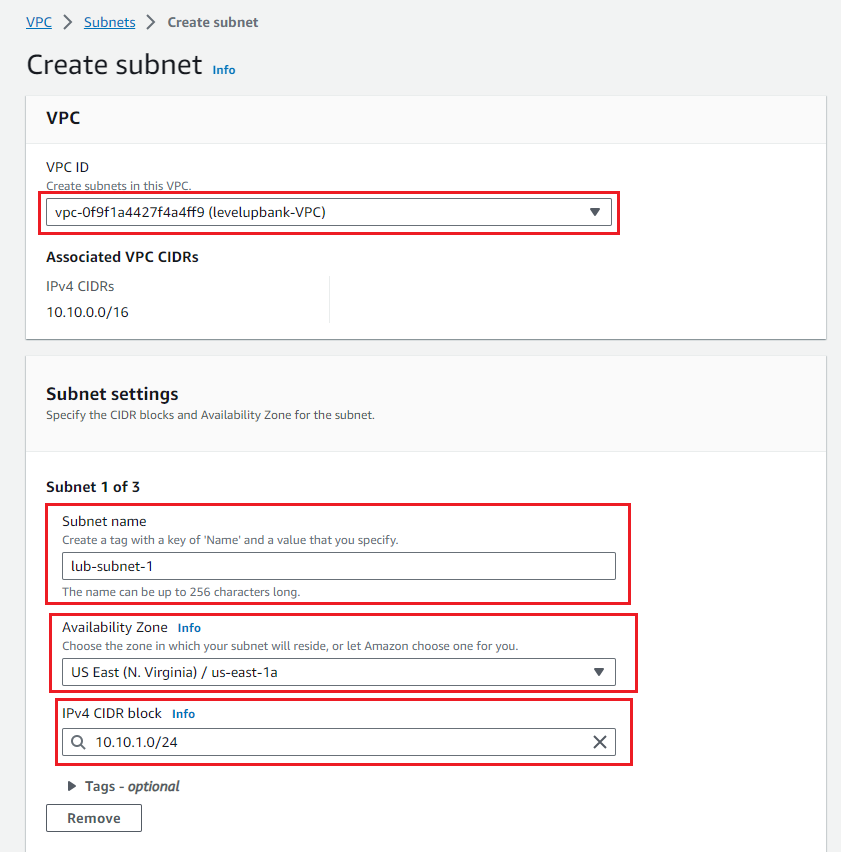 VPC > Subnets > Create subnet
Create subnet Info
VPC
VPC ID
Create subnets in this VPC.
vpc-0f9f1a4427f4a4ff9 (levelupbank-VPC)
Associated VPC CIDRs
IPv4 CIDRs
10.10.0.0/16
Subnet settings
Specify the CIDR blocks and Availability Zone for the subnet.
Subnet 1 of 3
Subnet name
Create a tag with a key of 'Name' and a value that you specify.
lub-subnet-1
The name can be up to 256 characters long.
Availability Zone Info
Choose the zone in which your subnet will reside, or let Amazon choose one for you.
US East (N. Virginia) / us-east-1a
IPv4 CIDR block Info
10.10.1.0/24
Tags - optional
Remove